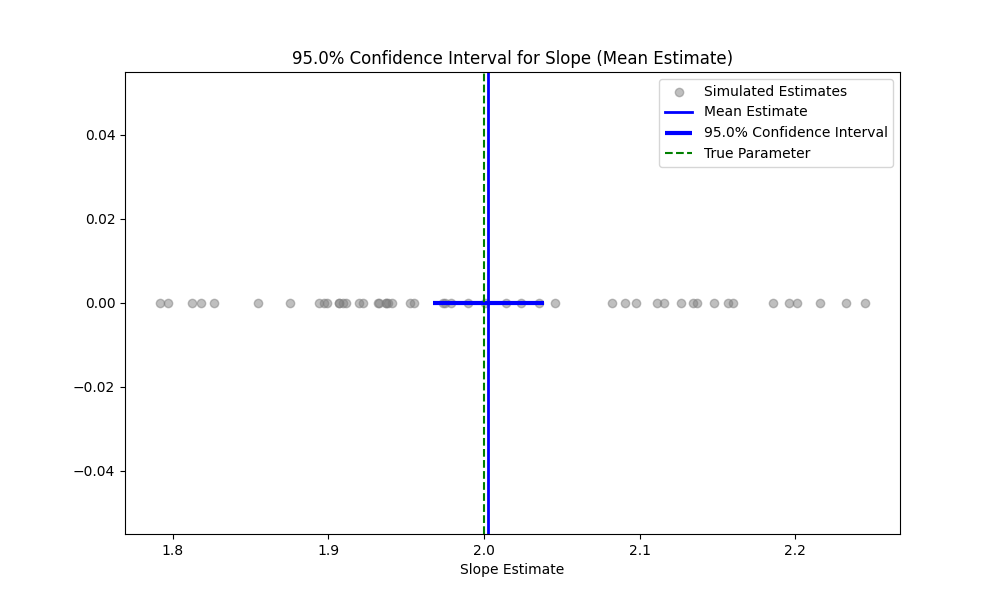 95.0% Confidence Interval for Slope (Mean Estimate)
Simulated Estimates
Mean Estimate
95.0% Confidence Interval
True Parameter
0.04
0.02
0.00
−0.02
−0.04
1.8 1.9 2.0 2.1 2.2
Slope Estimate